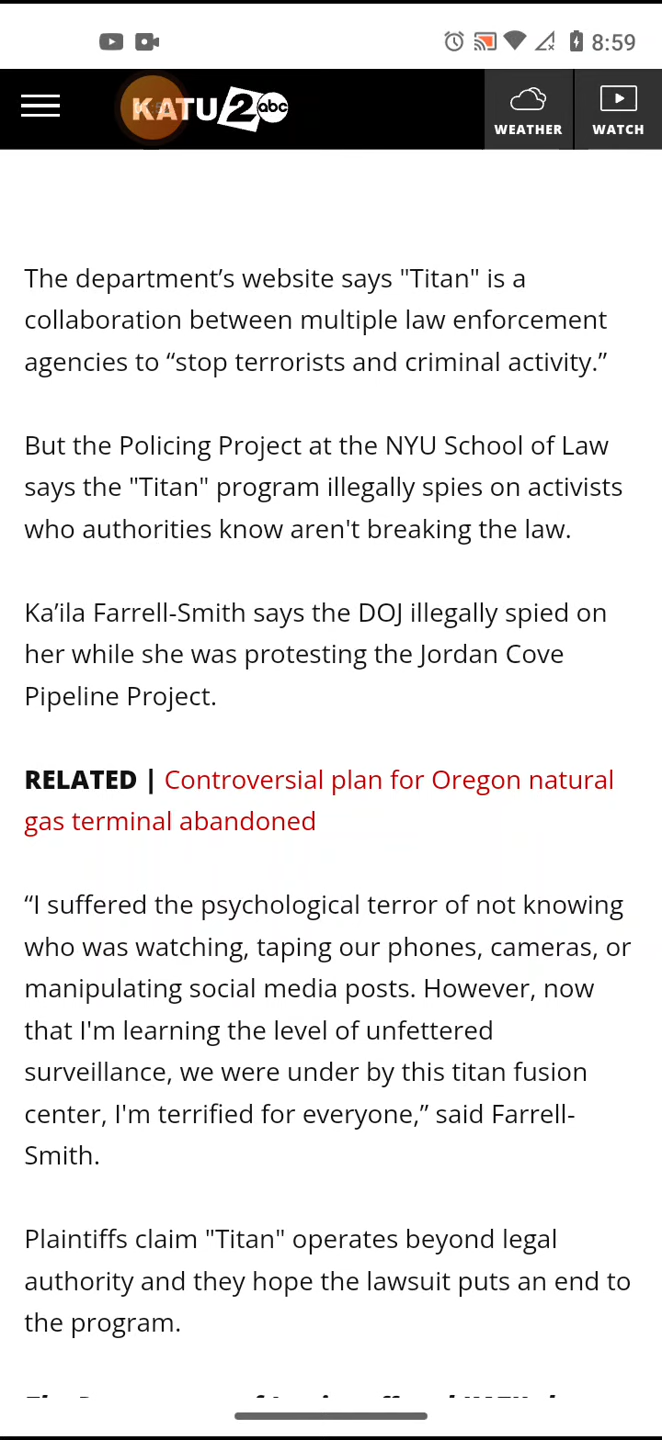 8:59
KATU 2 abc
WEATHER
WATCH
The department’s website says "Titan" is a
collaboration between multiple law enforcement
agencies to “stop terrorists and criminal activity.”
But the Policing Project at the NYU School of Law
says the "Titan" program illegally spies on activists
who authorities know aren't breaking the law.
Ka’ila Farrell-Smith says the DOJ illegally spied on
her while she was protesting the Jordan Cove
Pipeline Project.
RELATED | Controversial plan for Oregon natural
gas terminal abandoned
“I suffered the psychological terror of not knowing
who was watching, taping our phones, cameras, or
manipulating social media posts. However, now
that I'm learning the level of unfettered
surveillance, we were under by this titan fusion
center, I'm terrified for everyone,” said Farrell-
Smith.
Plaintiffs claim "Titan" operates beyond legal
authority and they hope the lawsuit puts an end to
the program.